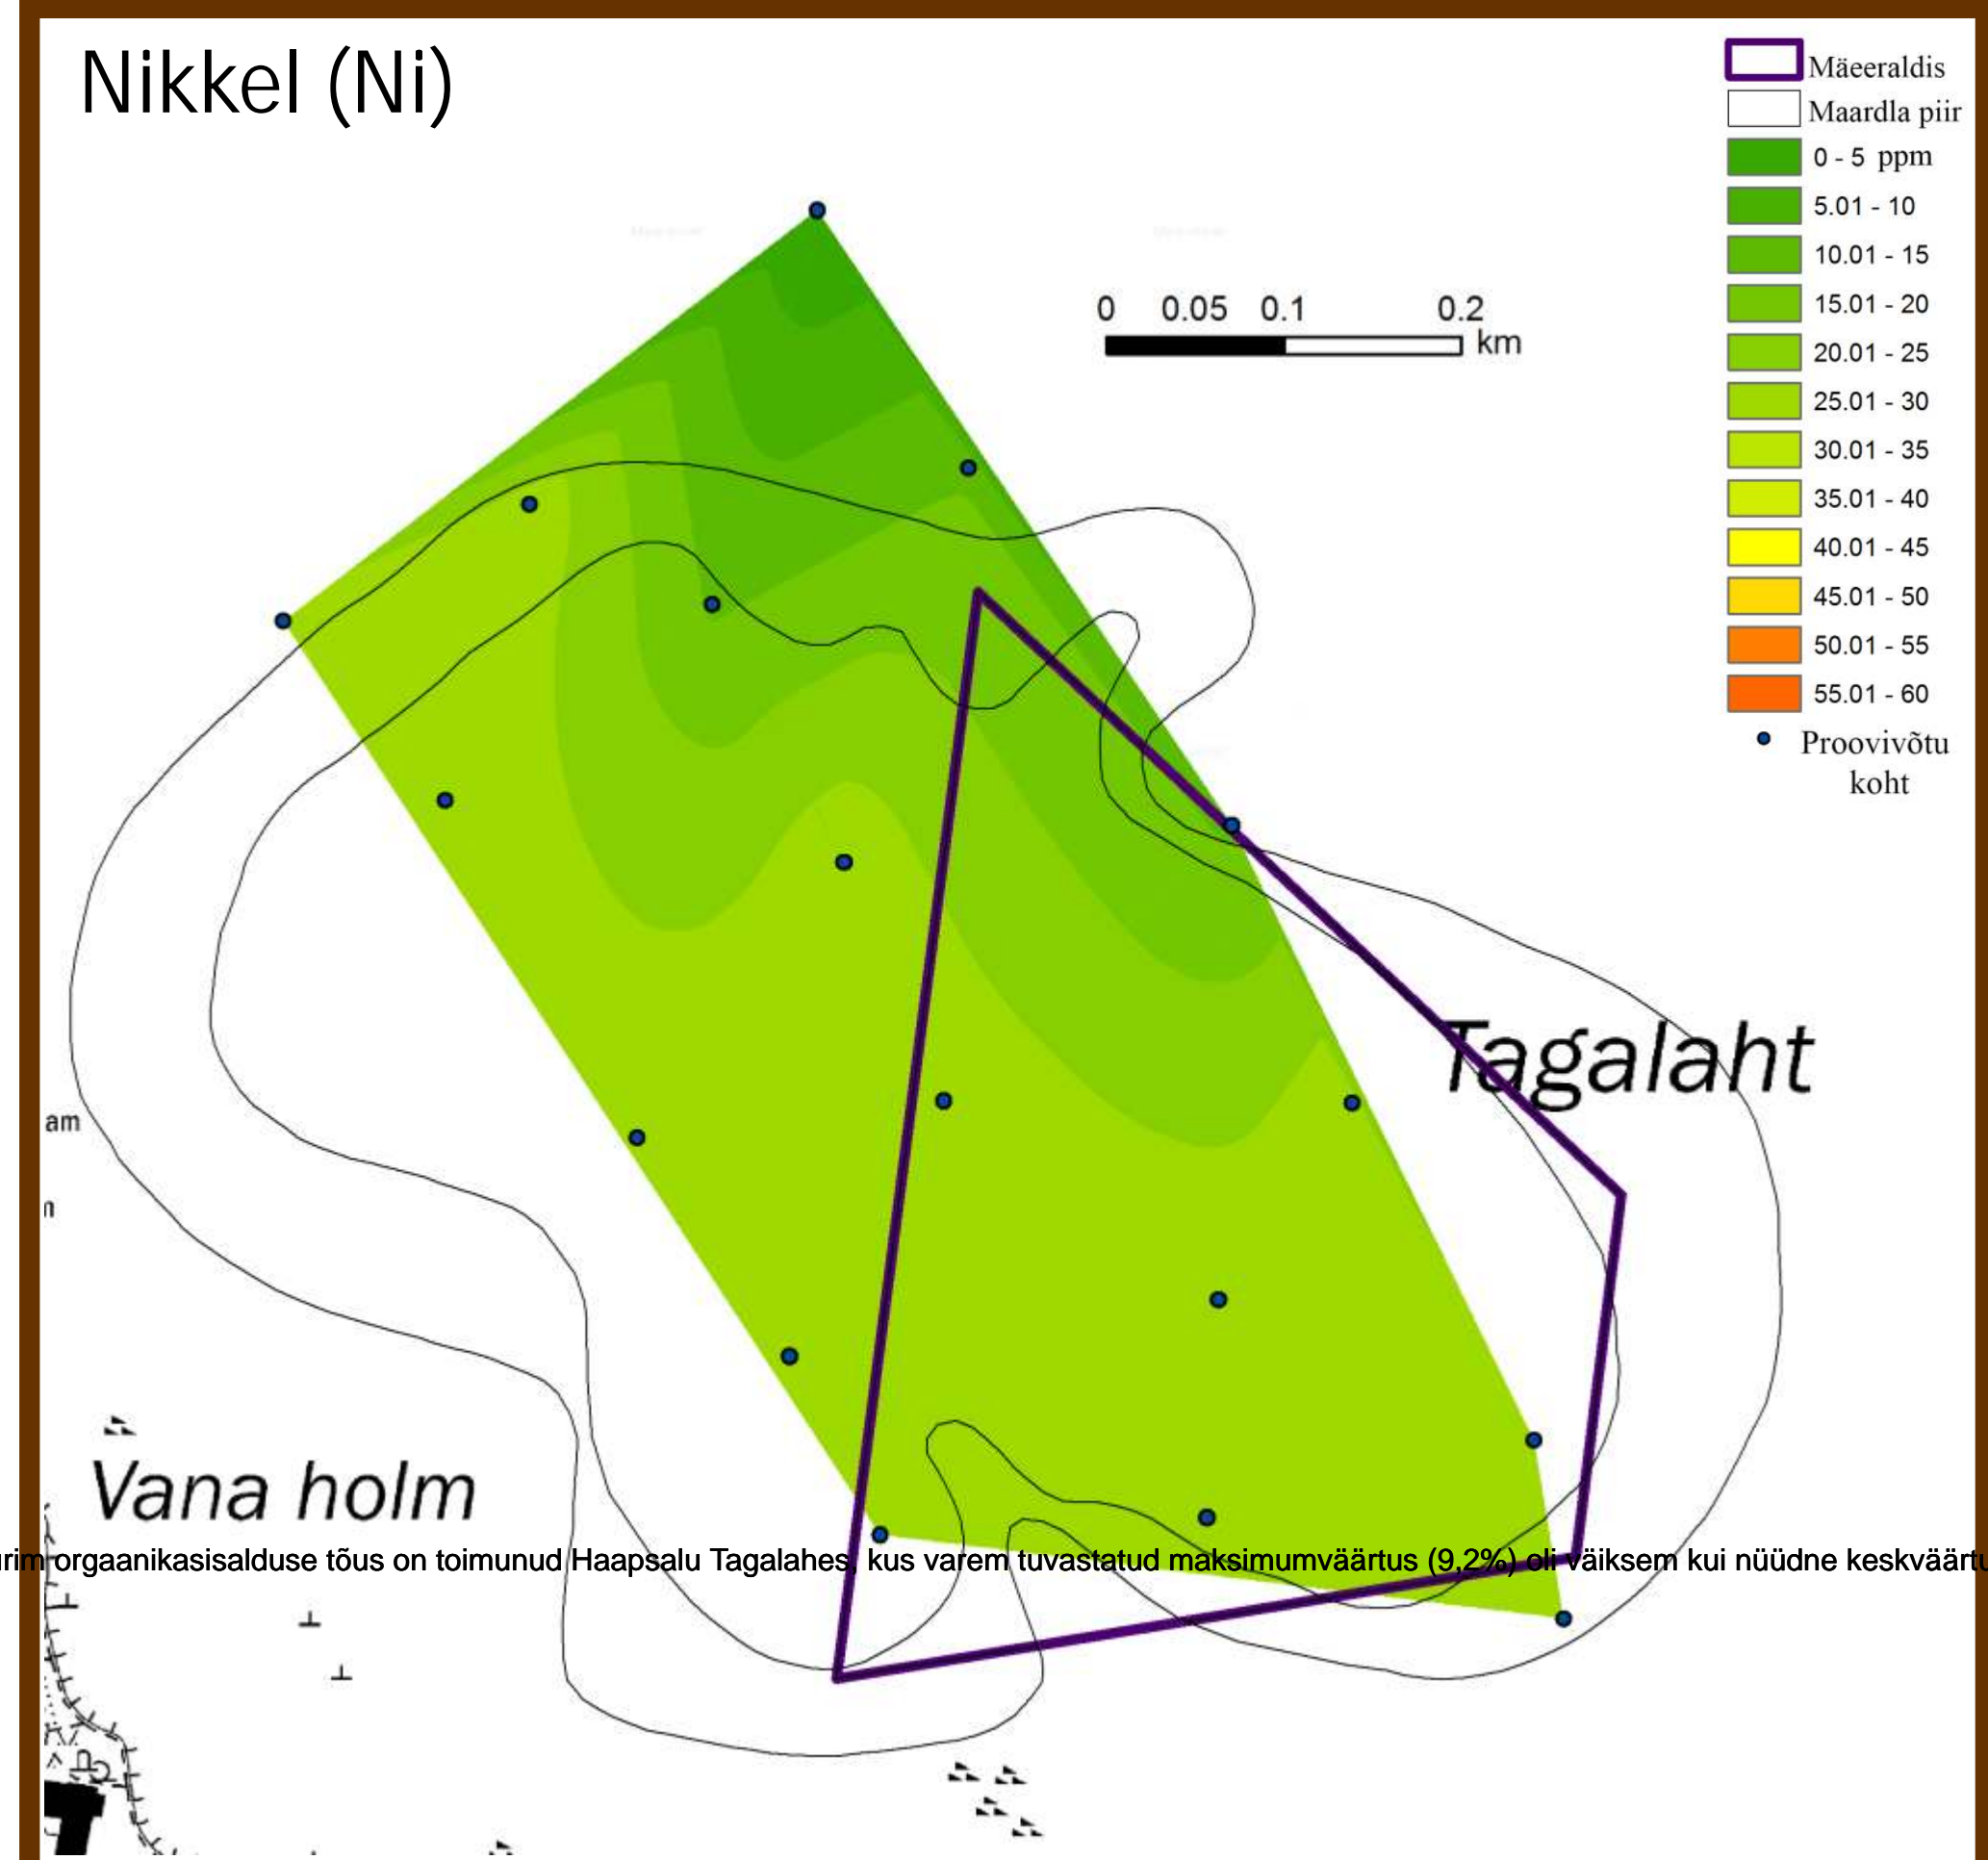 Nikkel (Ni)
Mäeeraldis
Maardla piir
0 - 5 ppm
5.01 - 10
10.01 - 15
15.01 - 20
20.01 - 25
25.01 - 30
30.01 - 35
35.01 - 40
40.01 - 45
45.01 - 50
50.01 - 55
55.01 - 60
Proovivõtu
koht
0 0.05 0.1 0.2
km
Tagalaht
am
n
Vana holm
orgaanikasisalduse tõus on toimunud Haapsalu Tagalahes, kus varem tuvastatud maksimumväärtus (9,2%) oli väiksem kui nüüdne